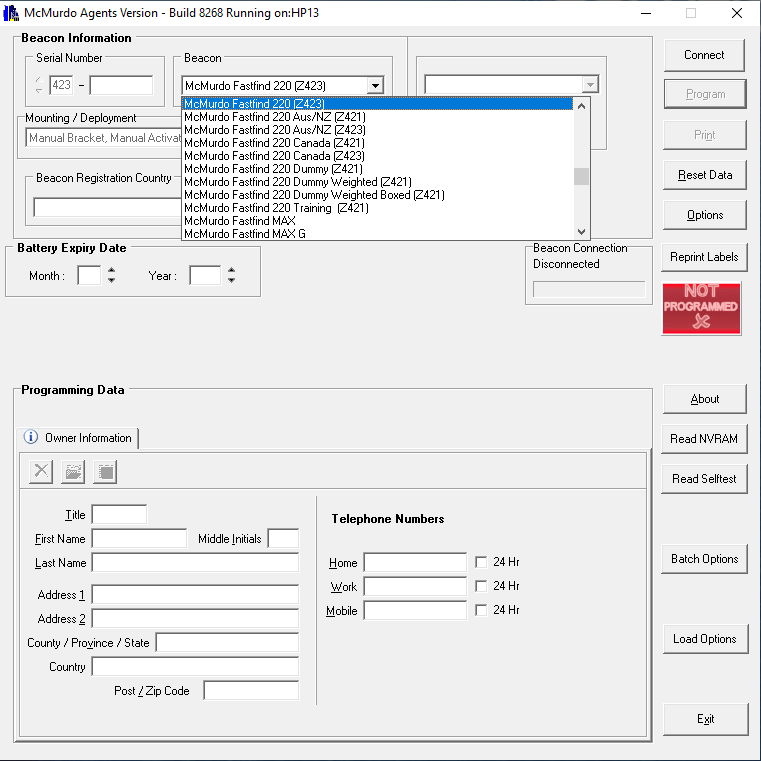 McMurdo Agents Version - Build 8268 Running on:HP13
Beacon Information
Serial Number
423 -
Beacon
McMurdo Fastfind 220 (Z423)
McMurdo Fastfind 220 (Z423)
McMurdo Fastfind 220 Aus/NZ (Z421)
McMurdo Fastfind 220 Aus/NZ (Z423)
McMurdo Fastfind 220 Canada (Z421)
McMurdo Fastfind 220 Canada (Z423)
McMurdo Fastfind 220 Dummy (Z421)
McMurdo Fastfind 220 Dummy Weighted (Z421)
McMurdo Fastfind 220 Dummy Weighted Boxed (Z421)
McMurdo Fastfind 220 Training (Z421)
McMurdo Fastfind MAX
McMurdo Fastfind MAX G
Mounting / Deployment
Manual Bracket, Manual Activat
Beacon Registration Country
Connect
Program
Print
Reset Data
Options
Reprint Labels
NOT
PROGRAMMED
Battery Expiry Date
Month :
Year :
Beacon Connection
Disconnected
Programming Data
Owner Information
Title
First Name
Middle Initials
Last Name
Address 1
Address 2
County / Province / State
Country
Post / Zip Code
Telephone Numbers
Home
24 Hr
Work
24 Hr
Mobile
24 Hr
About
Read NVRAM
Read Selftest
Batch Options
Load Options
Exit